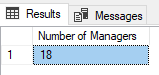 Results Messages
Number of Managers
1 18